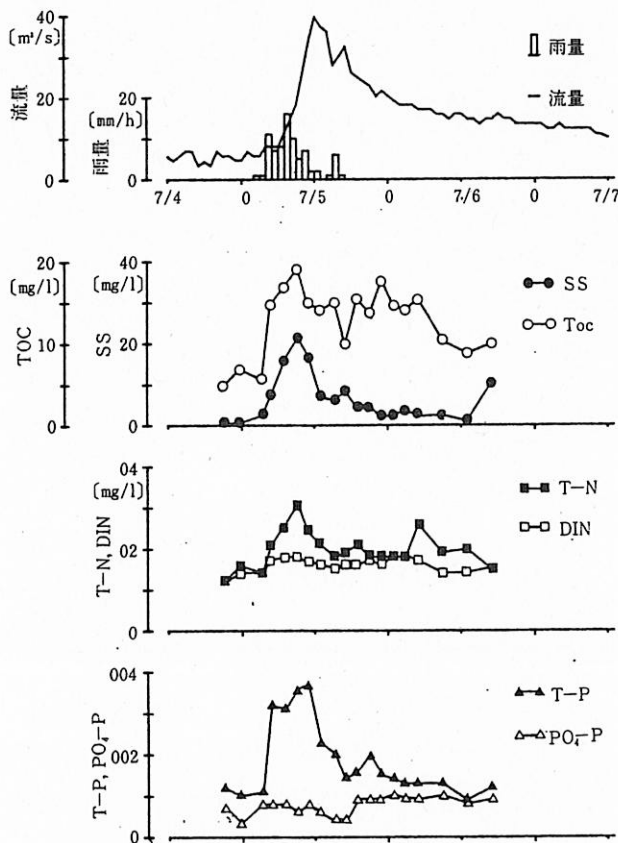 40
[m³/s]
流量
20
0
20
[mm/h]
雨量
0
雨量
流量
7/4 0 7/5 0 7/6 0 7/7
20
[mg/l]
TOC
10
0
40
[mg/l]
SS
20
0
SS
Toc
04
[mg/l]
T-N, DIN
02
0
T-N
DIN
004
T-P, PO₄-P
002
0
T-P
PO₄-P